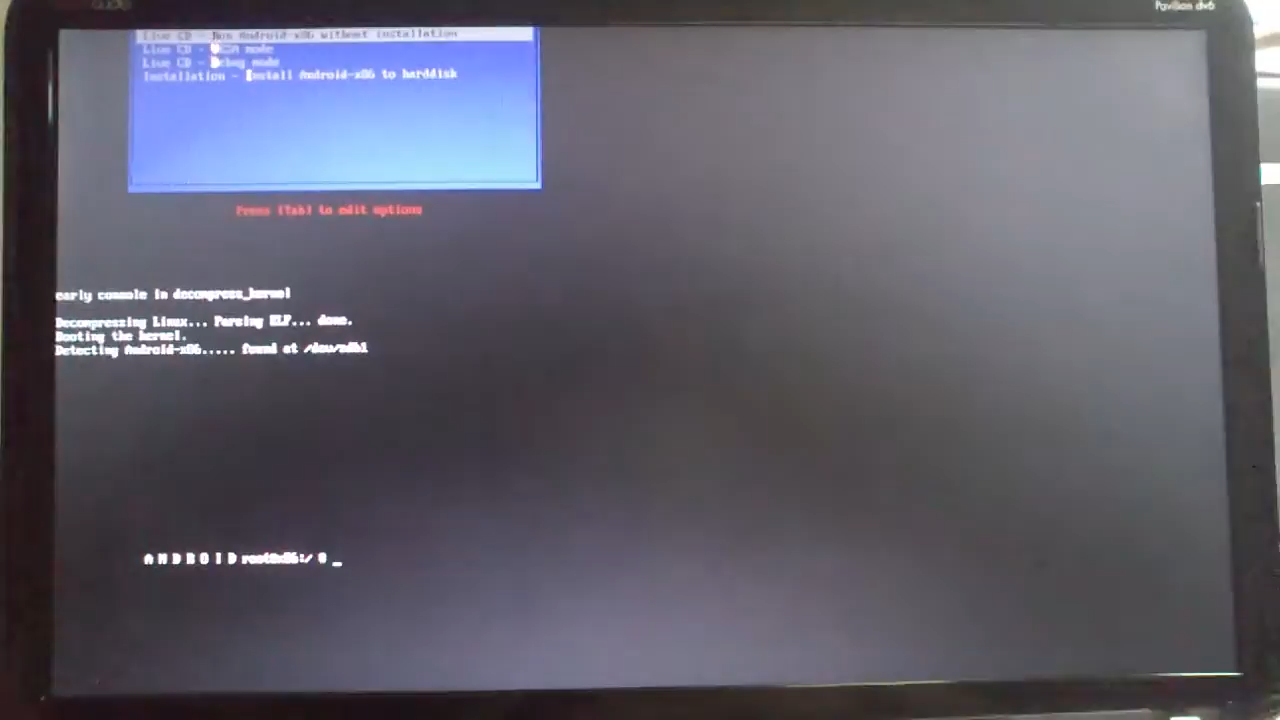 Pavilion dv6
Live CD - Run Android-x86 without installation
Live CD - VESA mode
Live CD - Debug mode
Installation - Install Android-x86 to harddisk
Press [Tab] to edit options
early console in decompress_kernel
Decompressing Linux... Parsing ELF... done.
Booting the kernel.
Detecting Android-x86..... found at /dev/sdb1
A N D R O I D root@x86:/ #